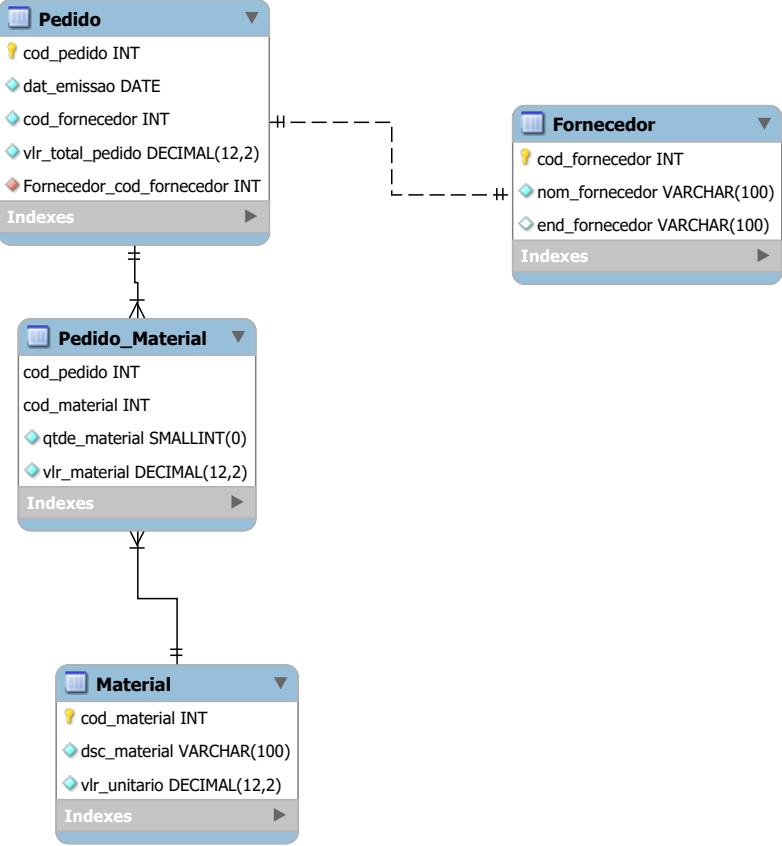 Pedido
cod_pedido INT
dat_emissao DATE
cod_fornecedor INT
vlr_total_pedido DECIMAL(12,2)
Fornecedor_cod_fornecedor INT
Indexes
Fornecedor
cod_fornecedor INT
nom_fornecedor VARCHAR(100)
end_fornecedor VARCHAR(100)
Indexes
Pedido_Material
cod_pedido INT
cod_material INT
qtde_material SMALLINT(0)
vlr_material DECIMAL(12,2)
Indexes
Material
cod_material INT
dsc_material VARCHAR(100)
vlr_unitario DECIMAL(12,2)
Indexes